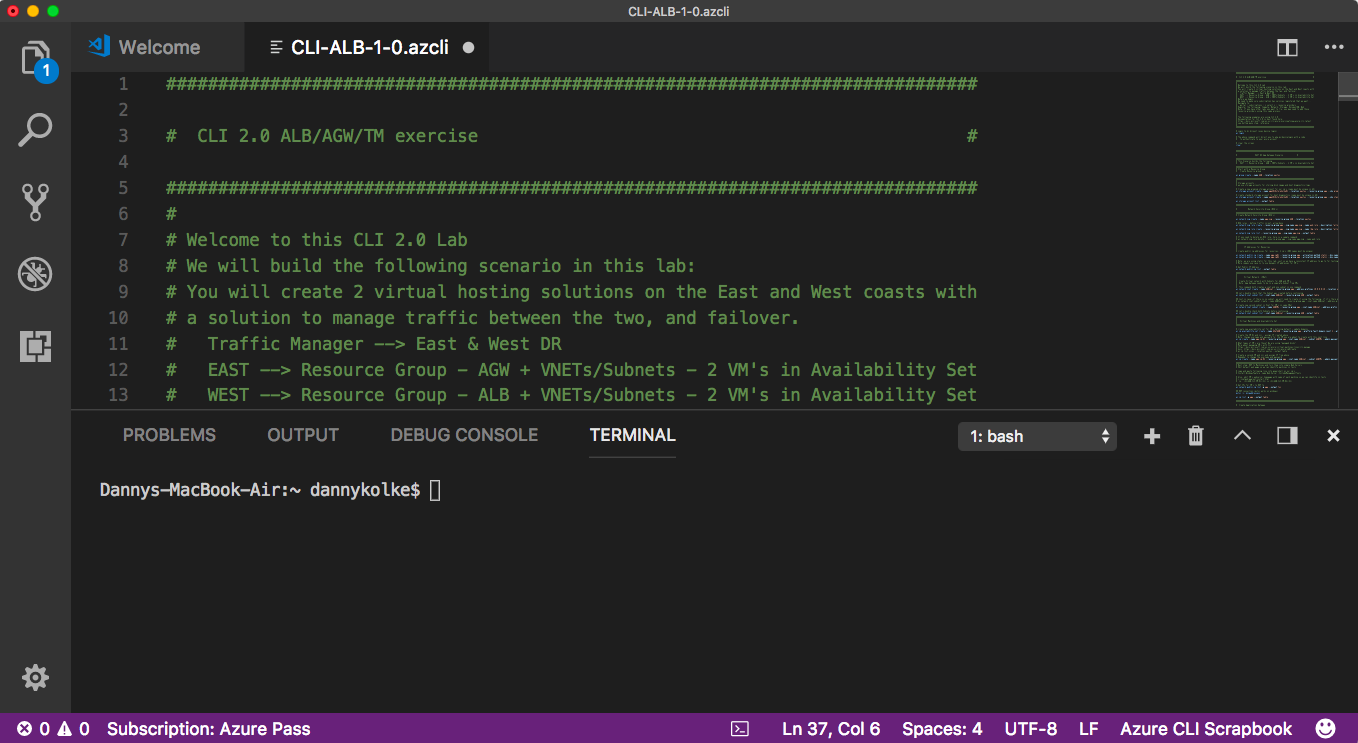 CLI-ALB-1-0.azcli
Welcome
CLI-ALB-1-0.azcli
1
1 ##############################################################################
2
3 #  CLI 2.0 ALB/AGW/TM exercise                                               #
4
5 ##############################################################################
6 #
7 # Welcome to this CLI 2.0 Lab
8 # We will build the following scenario in this lab:
9 # You will create 2 virtual hosting solutions on the East and West coasts with
10 # a solution to manage traffic between the two, and failover.
11 #   Traffic Manager --> East & West DR
12 #   EAST --> Resource Group - AGW + VNETs/Subnets - 2 VM's in Availability Set
13 #   WEST --> Resource Group - ALB + VNETs/Subnets - 2 VM's in Availability Set
PROBLEMS OUTPUT DEBUG CONSOLE TERMINAL 1: bash
Dannys-MacBook-Air:~ dannykolke$
0 0 Subscription: Azure Pass Ln 37, Col 6 Spaces: 4 UTF-8 LF Azure CLI Scrapbook